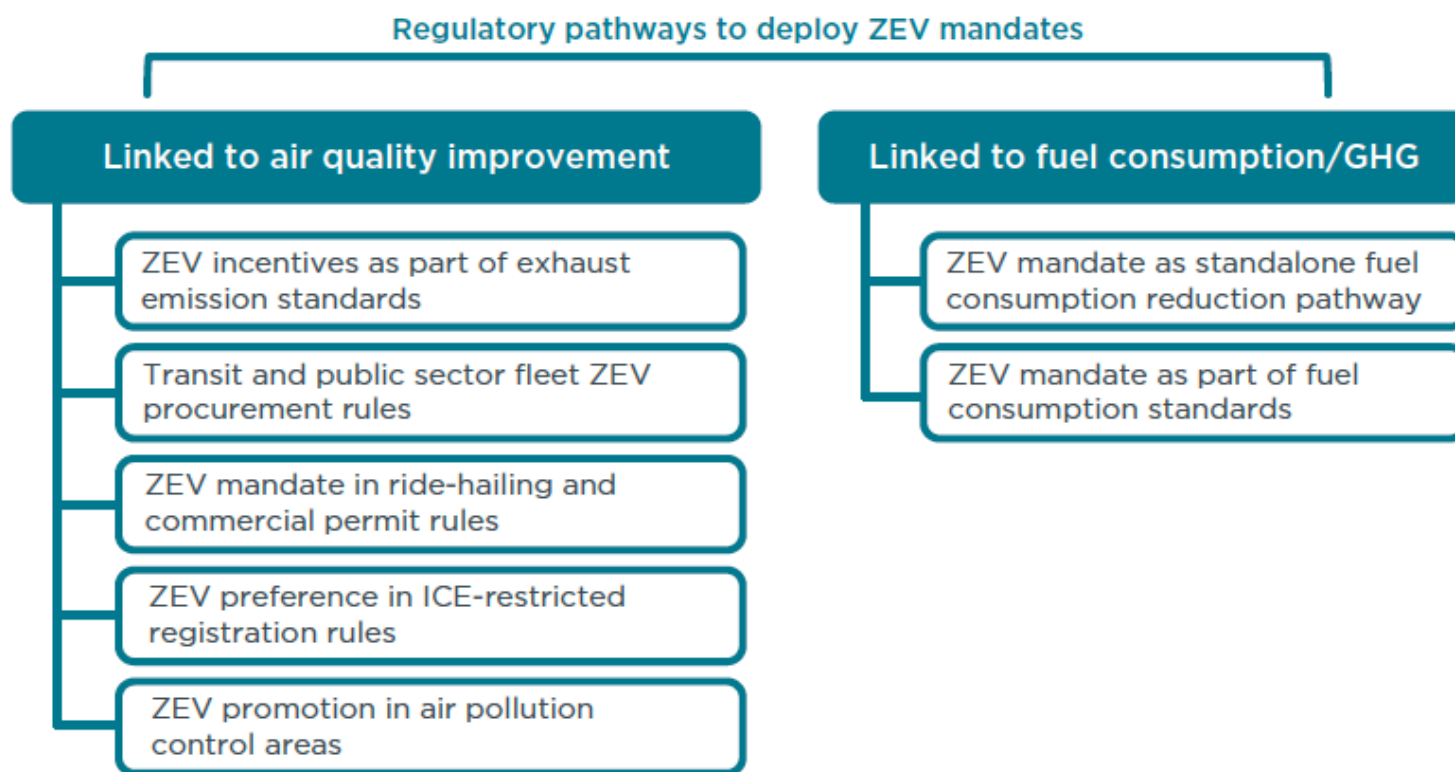 Regulatory pathways to deploy ZEV mandates
Linked to air quality improvement
ZEV incentives as part of exhaust
emission standards
Transit and public sector fleet ZEV
procurement rules
ZEV mandate in ride-hailing and
commercial permit rules
ZEV preference in ICE-restricted
registration rules
ZEV promotion in air pollution
control areas
Linked to fuel consumption/GHG
ZEV mandate as standalone fuel
consumption reduction pathway
ZEV mandate as part of fuel
consumption standards